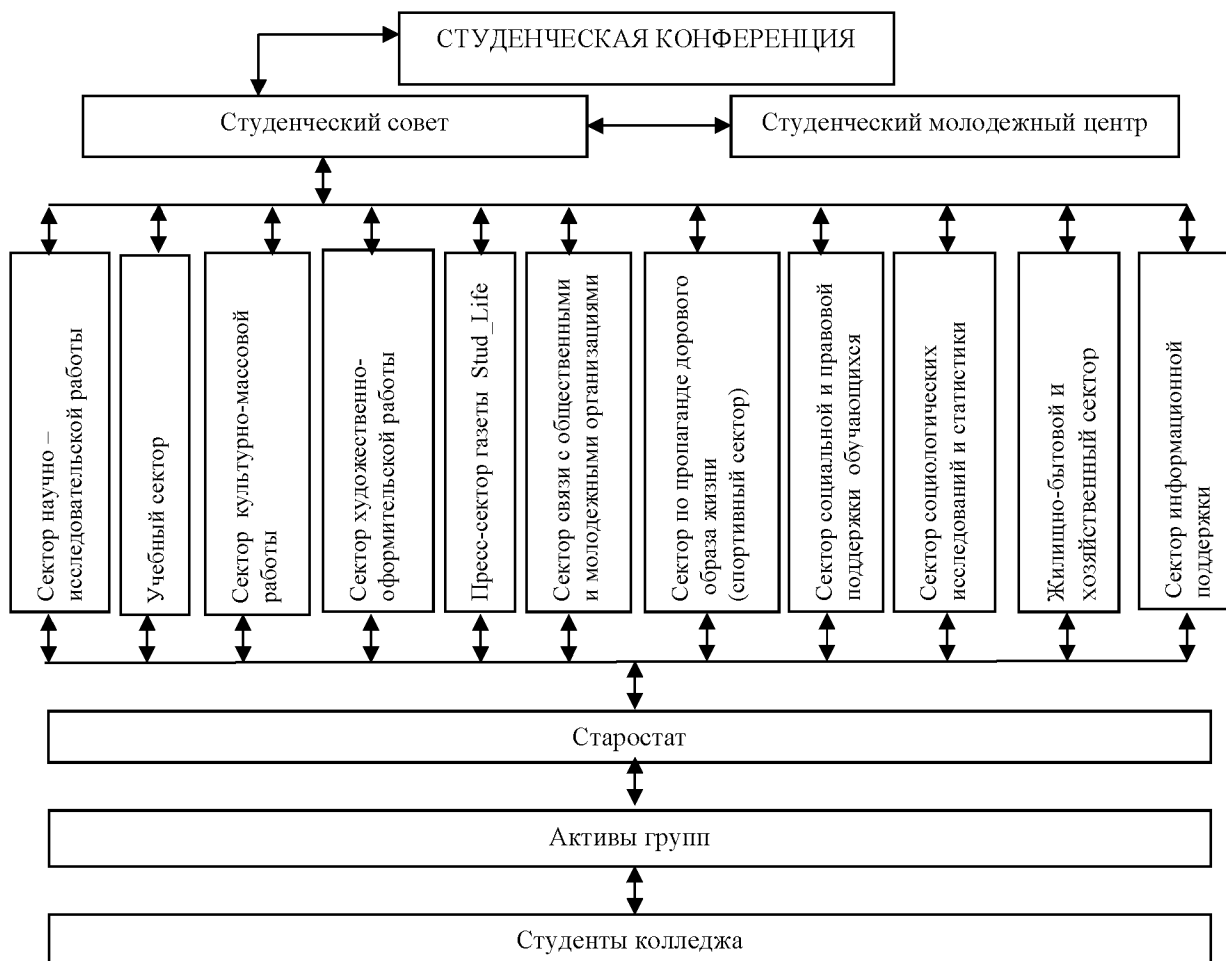 СТУДЕНЧЕСКАЯ КОНФЕРЕНЦИЯ
Студенческий совет
Студенческий молодежный центр
Сектор научно –
исследовательской работы
Учебный сектор
Сектор культурно-массовой
работы
Сектор художественно-
оформительской работы
Пресс-сектор газеты Stud_Life
Сектор связи с общественными
и молодежными организациями
Сектор по пропаганде дорового
образа жизни
(спортивный сектор)
Сектор социальной и правовой
поддержки обучающихся
Сектор социологических
исследований и статистики
Жилищно-бытовой и
хозяйственный сектор
Сектор информационной
поддержки
Старостат
Активы групп
Студенты колледжа